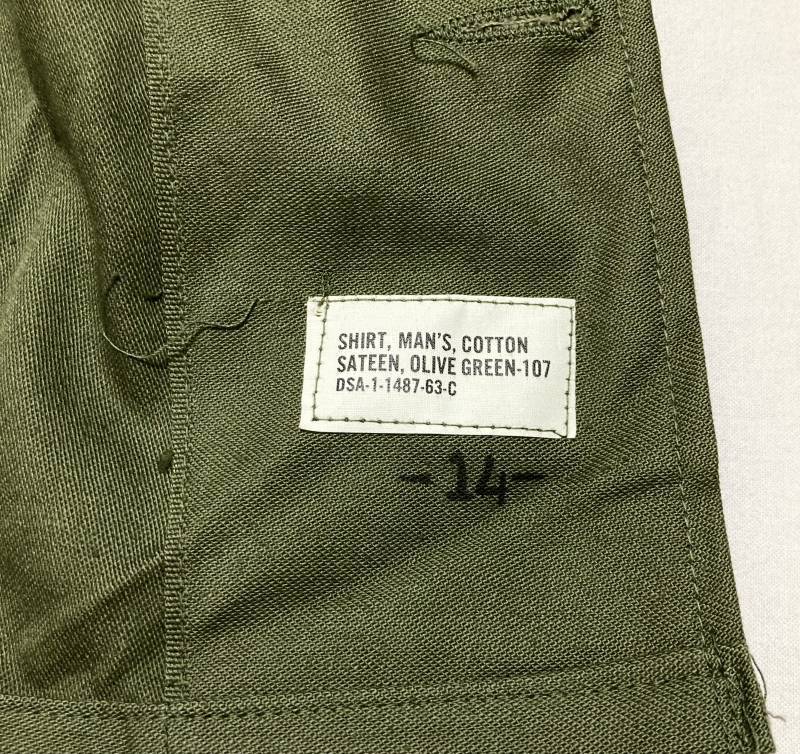 SHIRT, MAN'S, COTTON
SATEEN, OLIVE GREEN-107
DSA-1-1487-63-C
-14-